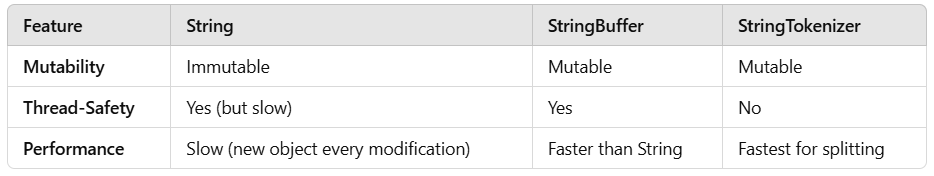 Feature String StringBuffer StringTokenizer
Mutability Immutable Mutable Mutable
Thread-Safety Yes (but slow) Yes No
Performance Slow (new object every modification) Faster than String Fastest for splitting